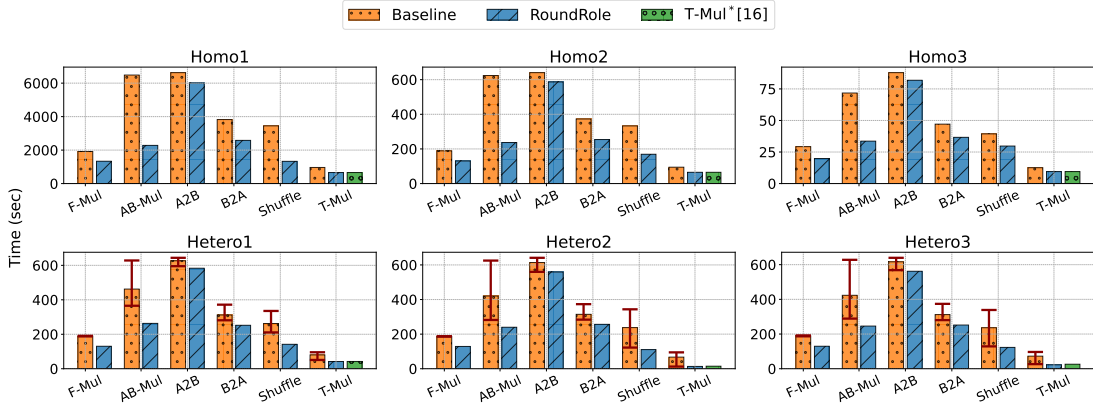 Baseline RoundRole T-Mul*[16]
Time (sec)
Homo1 Homo2 Homo3
6000
4000
2000
0
F-Mul AB-Mul A2B B2A Shuffle T-Mul
600
400
200
0
F-Mul AB-Mul A2B B2A Shuffle T-Mul
75
50
25
0
F-Mul AB-Mul A2B B2A Shuffle T-Mul
Hetero1 Hetero2 Hetero3
600
400
200
0
F-Mul AB-Mul A2B B2A Shuffle T-Mul
600
400
200
0
F-Mul AB-Mul A2B B2A Shuffle T-Mul
600
400
200
0
F-Mul AB-Mul A2B B2A Shuffle T-Mul